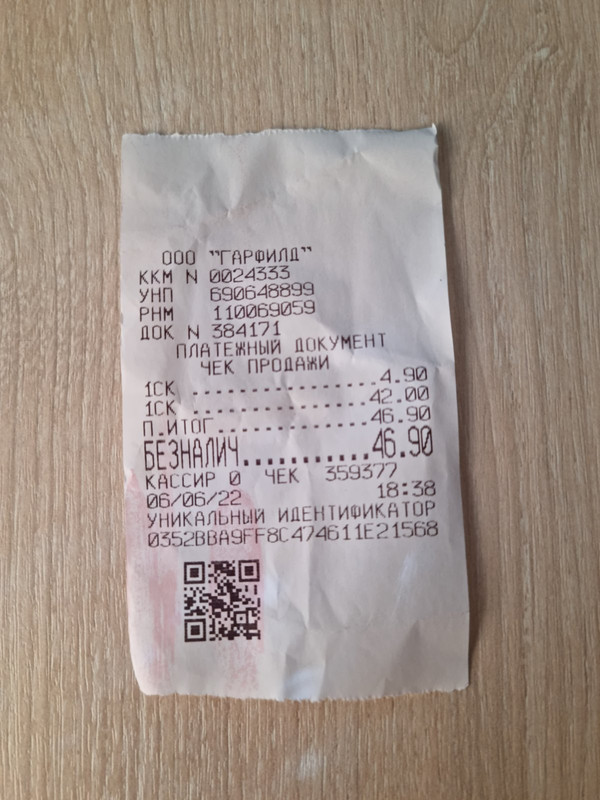 ООО "ГАРФИЛД"
ККМ N 0024333
УНП 690648899
РНМ 110069059
ДОК N 384171
ПЛАТЕЖНЫЙ ДОКУМЕНТ
ЧЕК ПРОДАЖИ
1СК ................4.90
1СК ...............42.00
П.ИТОГ.............46.90
БЕЗНАЛИЧ...........46.90
КАССИР 0 ЧЕК 359377
06/06/22 18:38
УНИКАЛЬНЫЙ ИДЕНТИФИКАТОР
0352BBA9FF8C474611E21568